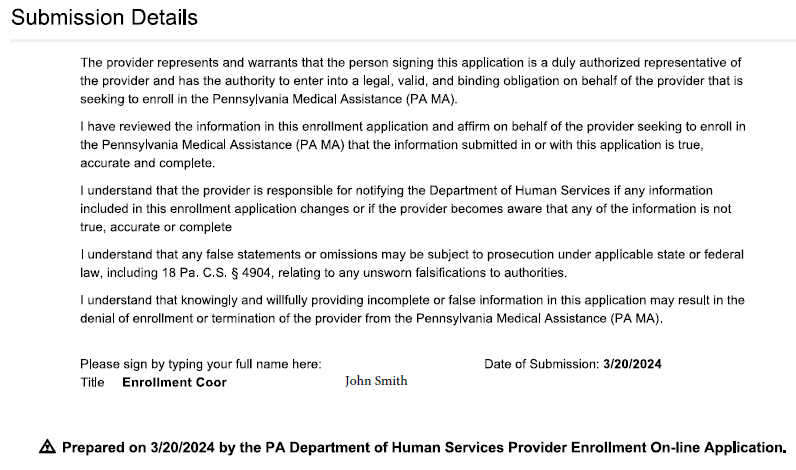 Submission Details
The provider represents and warrants that the person signing this application is a duly authorized representative of
the provider and has the authority to enter into a legal, valid, and binding obligation on behalf of the provider that is
seeking to enroll in the Pennsylvania Medical Assistance (PA MA).
I have reviewed the information in this enrollment application and affirm on behalf of the provider seeking to enroll in
the Pennsylvania Medical Assistance (PA MA) that the information submitted in or with this application is true,
accurate and complete.
I understand that the provider is responsible for notifying the Department of Human Services if any information
included in this enrollment application changes or if the provider becomes aware that any of the information is not
true, accurate or complete
I understand that any false statements or omissions may be subject to prosecution under applicable state or federal
law, including 18 Pa. C.S. § 4904, relating to any unsworn falsifications to authorities.
I understand that knowingly and willfully providing incomplete or false information in this application may result in the
denial of enrollment or termination of the provider from the Pennsylvania Medical Assistance (PA MA).
Please sign by typing your full name here: Date of Submission: 3/20/2024
Title Enrollment Coor John Smith
Prepared on 3/20/2024 by the PA Department of Human Services Provider Enrollment On-line Application.